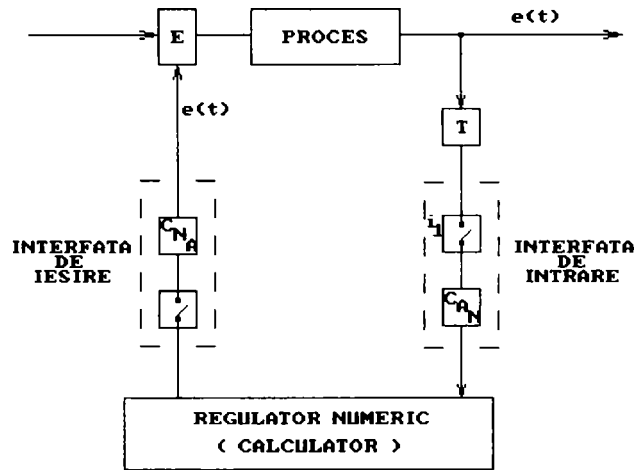 e(t)
E
PROCES
e(t)
T
INTERFATA
DE
IESIRE
CNA
i1
CAN
INTERFATA
DE
INTRARE
REGULATOR NUMERIC
( CALCULATOR )